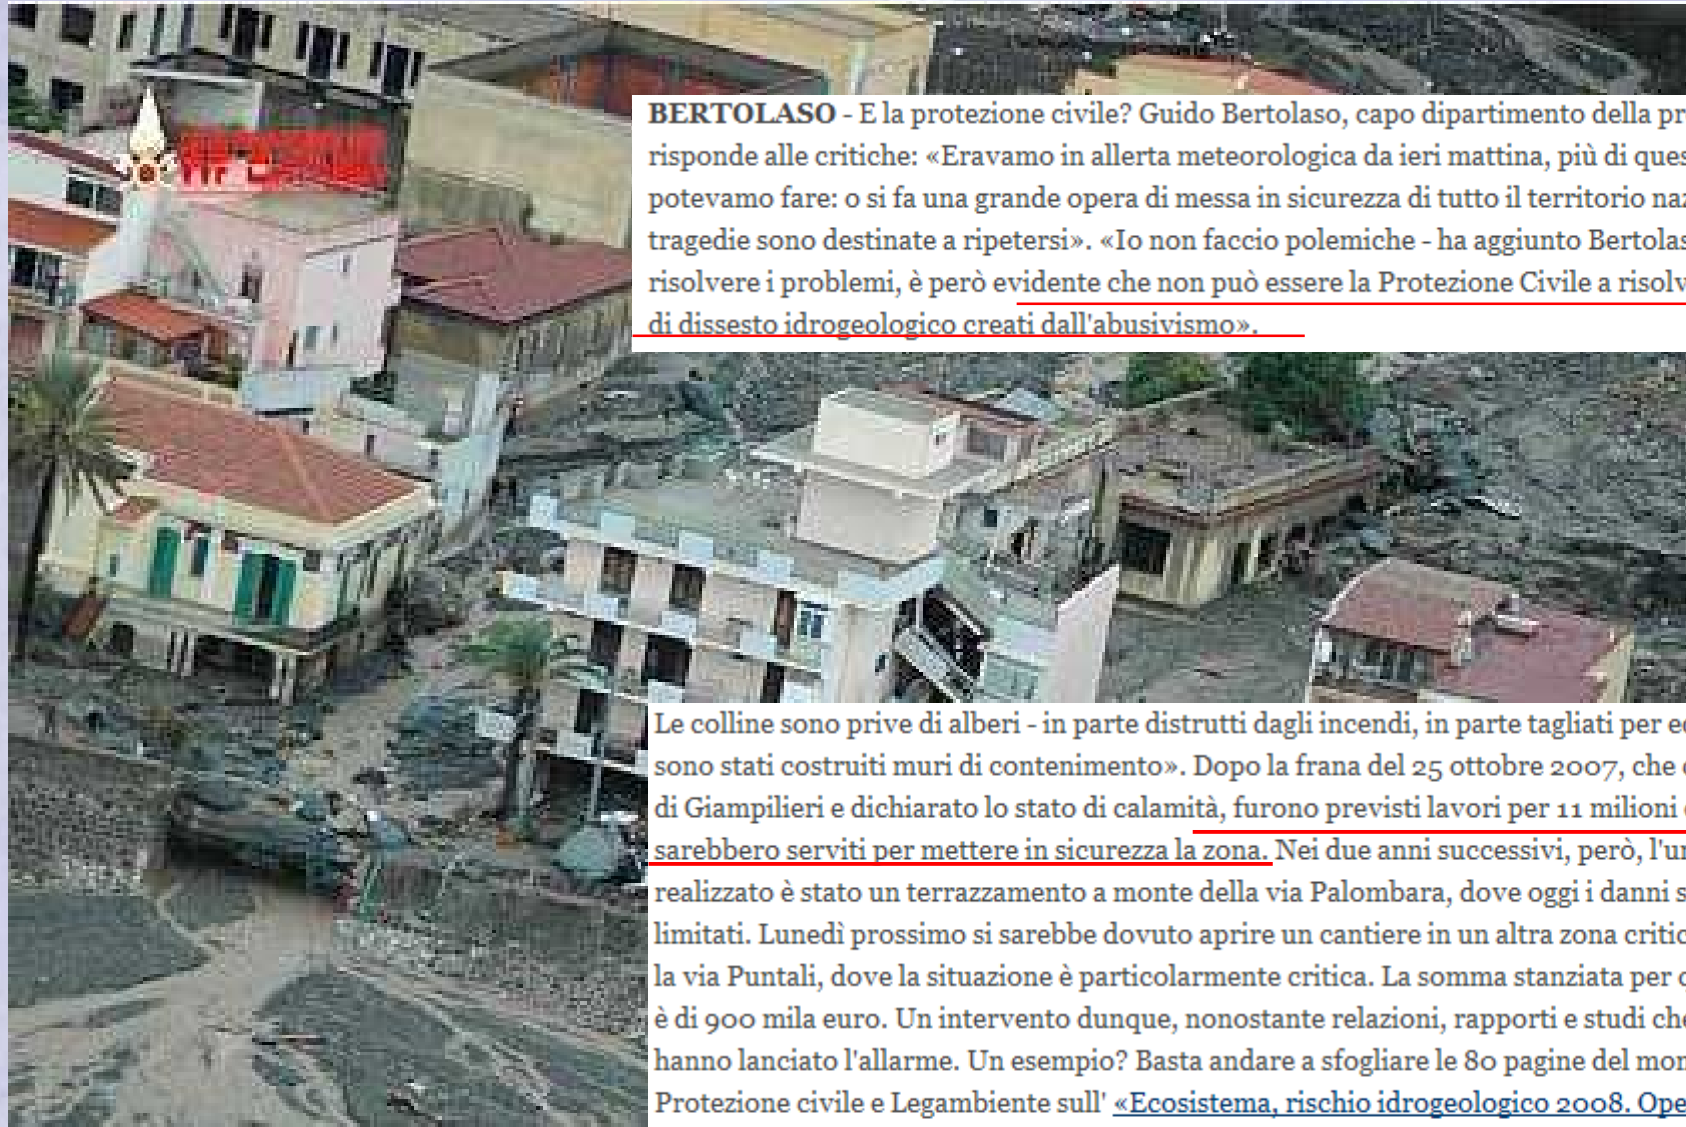 BERTOLASO - E la protezione civile? Guido Bertolaso, capo dipartimento della pr
risponde alle critiche: «Eravamo in allerta meteorologica da ieri mattina, più di ques
potevamo fare: o si fa una grande opera di messa in sicurezza di tutto il territorio naz
tragedie sono destinate a ripetersi». «Io non faccio polemiche - ha aggiunto Bertolas
risolvere i problemi, è però evidente che non può essere la Protezione Civile a risolv
di dissesto idrogeologico creati dall'abusivismo».
Le colline sono prive di alberi - in parte distrutti dagli incendi, in parte tagliati per ed
sono stati costruiti muri di contenimento». Dopo la frana del 25 ottobre 2007, che
di Giampilieri e dichiarato lo stato di calamità, furono previsti lavori per 11 milioni
sarebbero serviti per mettere in sicurezza la zona. Nei due anni successivi, però, l'un
realizzato è stato un terrazzamento a monte della via Palombara, dove oggi i danni s
limitati. Lunedì prossimo si sarebbe dovuto aprire un cantiere in un altra zona critic
la via Puntali, dove la situazione è particolarmente critica. La somma stanziata per
è di 900 mila euro. Un intervento dunque, nonostante relazioni, rapporti e studi che
hanno lanciato l'allarme. Un esempio? Basta andare a sfogliare le 80 pagine del mon
Protezione civile e Legambiente sull' «Ecosistema, rischio idrogeologico 2008. Ope